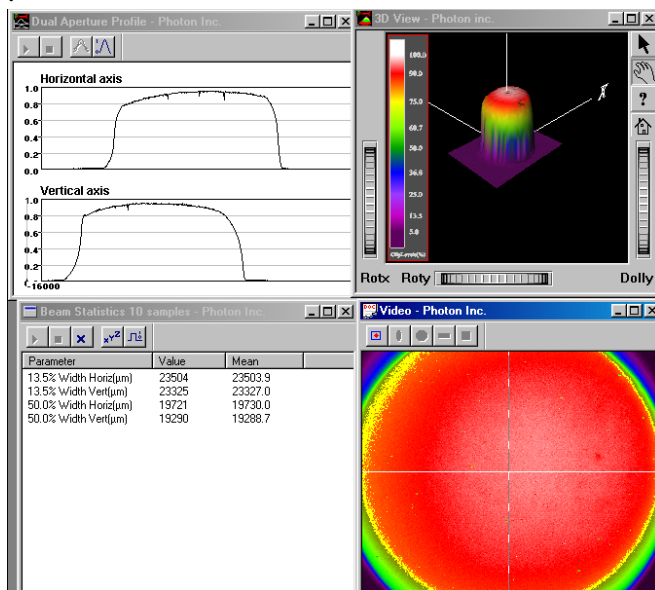 Dual Aperture Profile - Photon Inc.
Horizontal axis
1.0
0.8
0.6
0.4
0.2
0.0
Vertical axis
1.0
0.8
0.6
0.4
0.2
-16000
3D View - Photon inc.
100.0
90.0
75.0
60.7
50.0
36.8
25.0
13.5
5.0
X
?
Rotx Roty Dolly
Beam Statistics 10 samples - Photon Inc.
Parameter Value Mean
13.5% Width Horiz(µm) 23504 23503.9
13.5% Width Vert(µm) 23325 23327.0
50.0% Width Horiz(µm) 19721 19730.0
50.0% Width Vert(µm) 19290 19288.7
Video - Photon Inc.